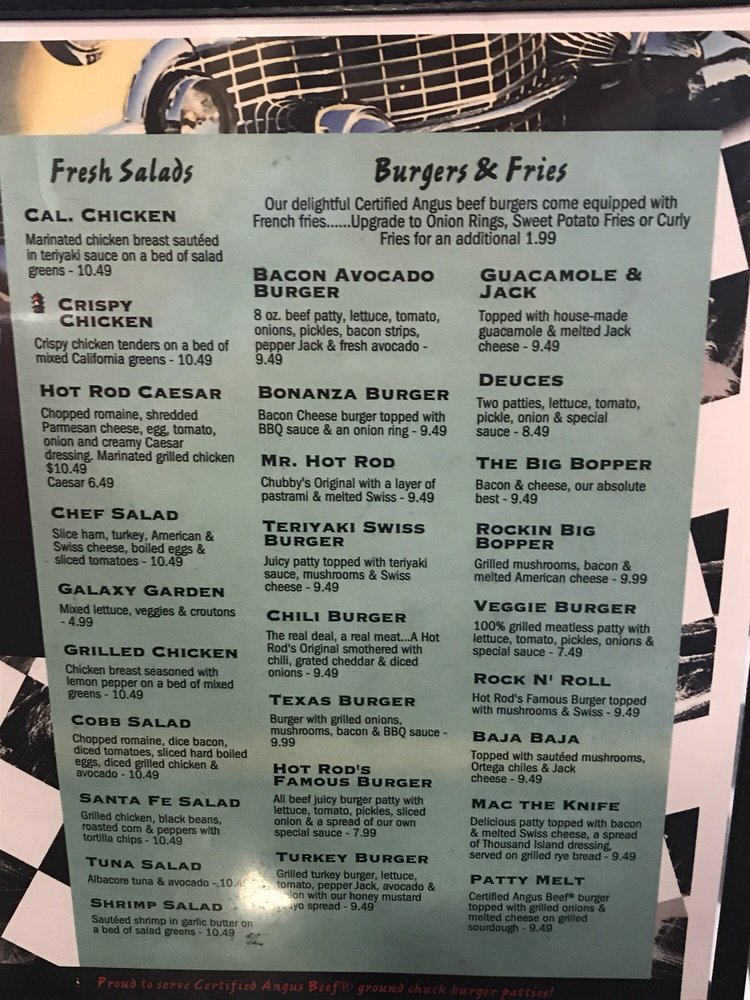 Fresh Salads
CAL. CHICKEN
Marinated chicken breast sautéed
in teriyaki sauce on a bed of salad
greens - 10.49
CRISPY
CHICKEN
Crispy chicken tenders on a bed of
mixed California greens - 10.49
HOT ROD CAESAR
Chopped romaine, shredded
Parmesan cheese, egg, tomato,
onion and creamy Caesar
dressing. Marinated grilled chicken
$10.49
Caesar 6.49
CHEF SALAD
Slice ham, turkey, American &
Swiss cheese, boiled eggs &
sliced tomatoes - 10.49
GALAXY GARDEN
Mixed lettuce, veggies & croutons
- 4.99
GRILLED CHICKEN
Chicken breast seasoned with
lemon pepper on a bed of mixed
greens - 10.49
COBB SALAD
Chopped romaine, dice bacon,
diced tomatoes, sliced hard boiled
eggs, diced grilled chicken &
avocado - 10.49
SANTA FE SALAD
Grilled chicken, black beans,
roasted corn & peppers with
tortilla chips - 10.49
TUNA SALAD
Albacore tuna & avocado -
SHRIMP SALAD
Sautéed shrimp in garlic butter on
a bed of salad greens - 10.49
Burgers & Fries
Our delightful Certified Angus beef burgers come equipped with
French fries......Upgrade to Onion Rings, Sweet Potato Fries or Curly
Fries for an additional 1.99
BACON AVOCADO
BURGER
8 oz. beef patty, lettuce, tomato,
onions, pickles, bacon strips,
pepper Jack & fresh avocado -
9.49
BONANZA BURGER
Bacon Cheese burger topped with
BBQ sauce & an onion ring - 9.49
MR. HOT ROD
Chubby's Original with a layer of
pastrami & melted Swiss - 9.49
TERIYAKI SWISS
BURGER
Juicy patty topped with teriyaki
sauce, mushrooms & Swiss
cheese - 9.49
CHILI BURGER
The real deal, a real meat...A Hot
Rod's Original smothered with
chili, grated cheddar & diced
onions - 9.49
TEXAS BURGER
Burger with grilled onions,
mushrooms, bacon & BBQ sauce -
9.99
HOT ROD'S
FAMOUS BURGER
All beef juicy burger patty with
lettuce, tomato, pickles, sliced
onion & a spread of our own
special sauce - 7.99
TURKEY BURGER
Grilled turkey burger, lettuce,
tomato, pepper Jack, avocado &
with our honey mustard
spread - 9.49
GUACAMOLE &
JACK
Topped with house-made
guacamole & melted Jack
cheese - 9.49
DEUCES
Two patties, lettuce, tomato,
pickle, onion & special
sauce - 8.49
THE BIG BOPPER
Bacon & cheese, our absolute
best - 9.49
ROCKIN BIG
BOPPER
Grilled mushrooms, bacon &
melted American cheese - 9.99
VEGGIE BURGER
100% grilled meatless patty with
lettuce, tomato, pickles, onions &
special sauce - 7.49
ROCK N' ROLL
Hot Rod's Famous Burger topped
with mushrooms & Swiss - 9.49
BAJA BAJA
Topped with sautéed mushrooms,
Ortega chiles & Jack
cheese - 9.49
MAC THE KNIFE
Delicious patty topped with bacon
& melted Swiss cheese, a spread
of Thousand Island dressing,
served on grilled rye bread - 9.49
PATTY MELT
Certified Angus Beef® burger
topped with grilled onions &
melted cheese on grilled
sourdough - 9.49
Proud to serve Certified Angus Beef® ground chuck burger patties!